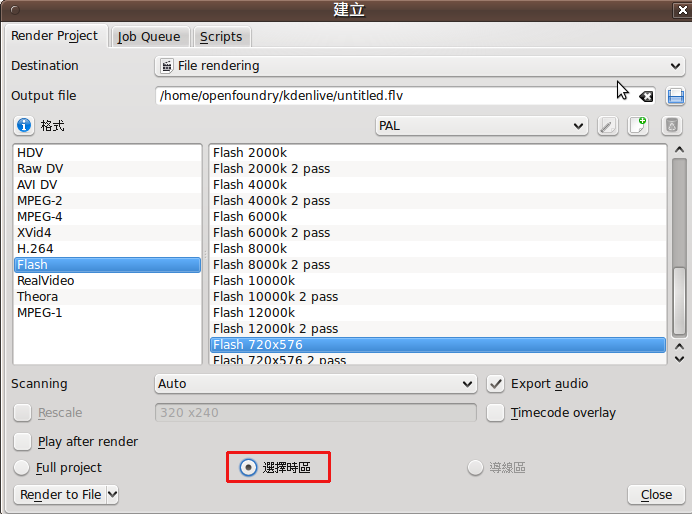 建立
Render Project Job Queue Scripts
Destination File rendering
Output file /home/openfoundry/kdenlive/untitled.flv
格式 PAL
HDV
Raw DV
AVI DV
MPEG-2
MPEG-4
XVid4
H.264
Flash
RealVideo
Theora
MPEG-1
Flash 2000k
Flash 2000k 2 pass
Flash 4000k
Flash 4000k 2 pass
Flash 6000k
Flash 6000k 2 pass
Flash 8000k
Flash 8000k 2 pass
Flash 10000k
Flash 10000k 2 pass
Flash 12000k
Flash 12000k 2 pass
Flash 720x576
Flash 720x576 2 pass
Scanning Auto Export audio
Rescale 320 x240 Timecode overlay
Play after render
Full project 選擇時區 導線區
Render to File Close